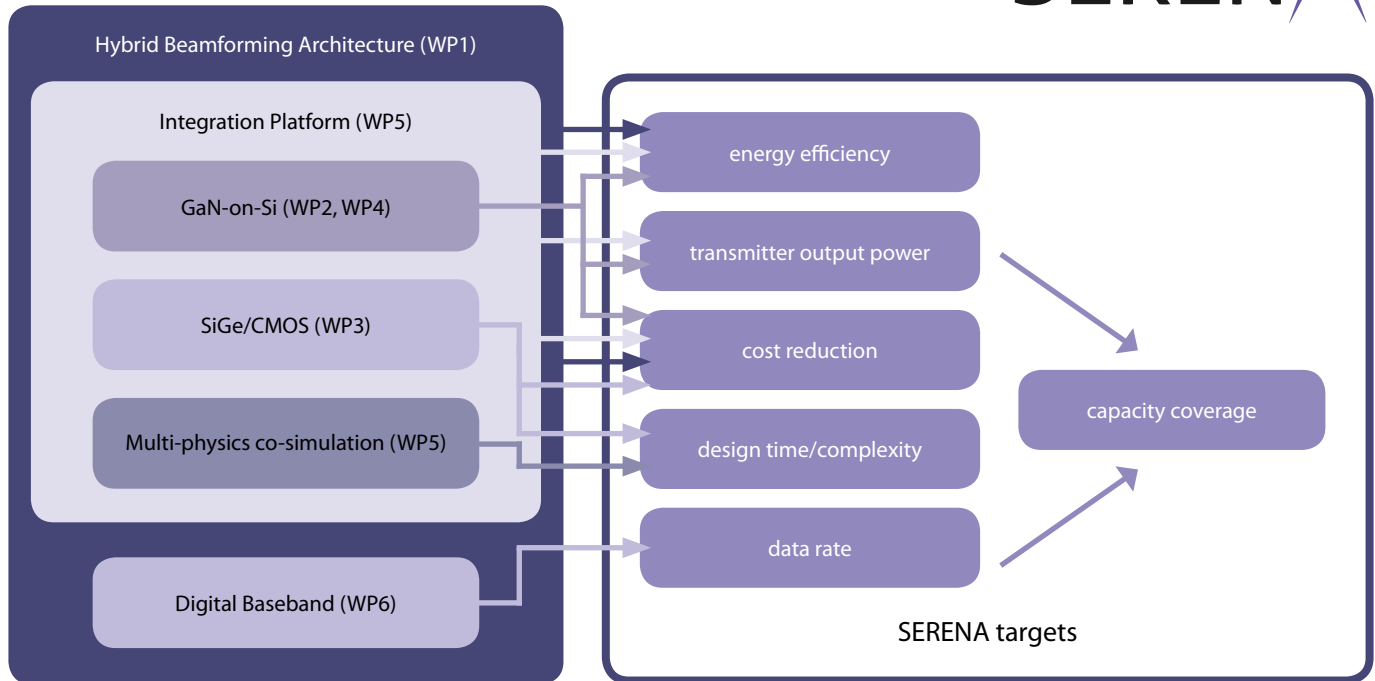 SERENA
Hybrid Beamforming Architecture (WP1)
Integration Platform (WP5)
GaN-on-Si (WP2, WP4)
SiGe/CMOS (WP3)
Multi-physics co-simulation (WP5)
Digital Baseband (WP6)
energy efficiency
transmitter output power
cost reduction
design time/complexity
data rate
capacity coverage
SERENA targets